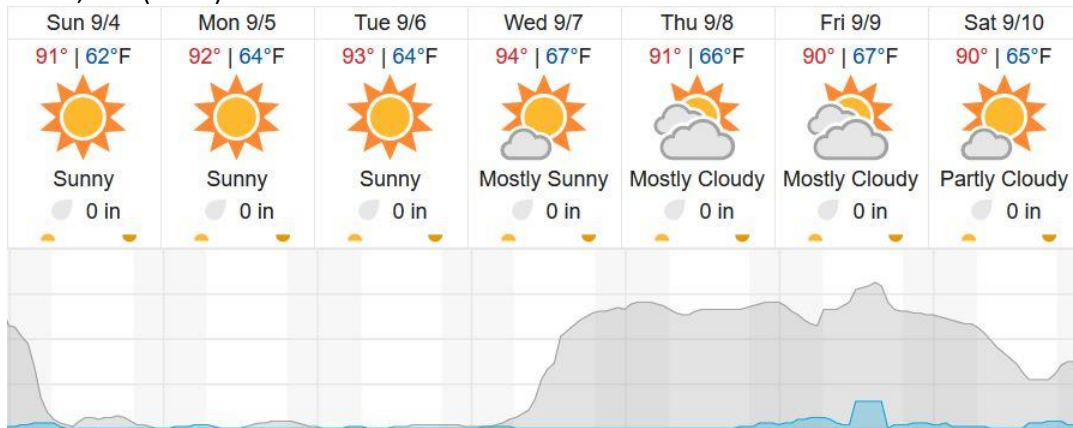 Sun 9/4 Mon 9/5 Tue 9/6 Wed 9/7 Thu 9/8 Fri 9/9 Sat 9/10
91° | 62°F 92° | 64°F 93° | 64°F 94° | 67°F 91° | 66°F 90° | 67°F 90° | 65°F
Sunny Sunny Sunny Mostly Sunny Mostly Cloudy Mostly Cloudy Partly Cloudy
0 in 0 in 0 in 0 in 0 in 0 in 0 in